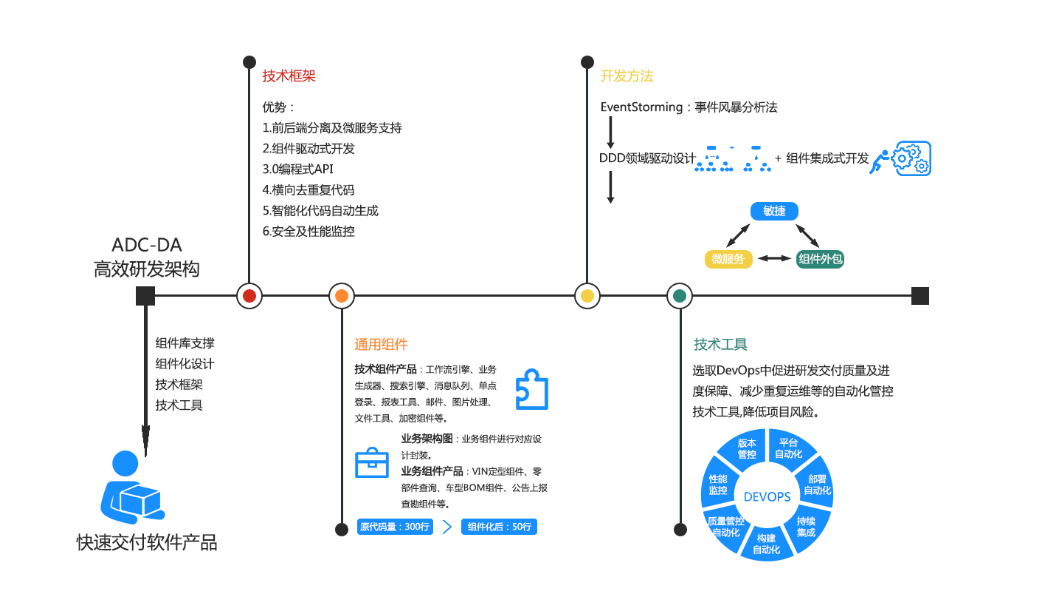 ADC-DA
高效研发架构
组件库支撑
组件化设计
技术框架
技术工具
快速交付软件产品
技术框架
优势：
1.前后端分离及微服务支持
2.组件驱动式开发
3.0编程式API
4.横向去重复代码
5.智能化代码自动生成
6.安全及性能监控
通用组件
技术组件产品：工作流引擎、业务
生成器、搜索引擎、消息队列、单点
登录、报表工具、邮件、图片处理、
文件工具、加密组件等。
业务架构图：业务组件进行对应设
计封装。
业务组件产品：VIN定型组件、零
部件查询、车型BOM组件、公告上报
查勘组件等。
原代码量：300行
组件化后：50行
开发方法
EventStorming：事件风暴分析法
DDD领域驱动设计 + 组件集成式开发
敏捷
微服务
组件外包
技术工具
选取DevOps中促进研发交付质量及进
度保障、减少重复运维等的自动化管控
技术工具,降低项目风险。
版本
管控
平台
自动化
部署
自动化
持续
集成
构建
自动化
质量管控
自动化
性能
监控
DEVOPS